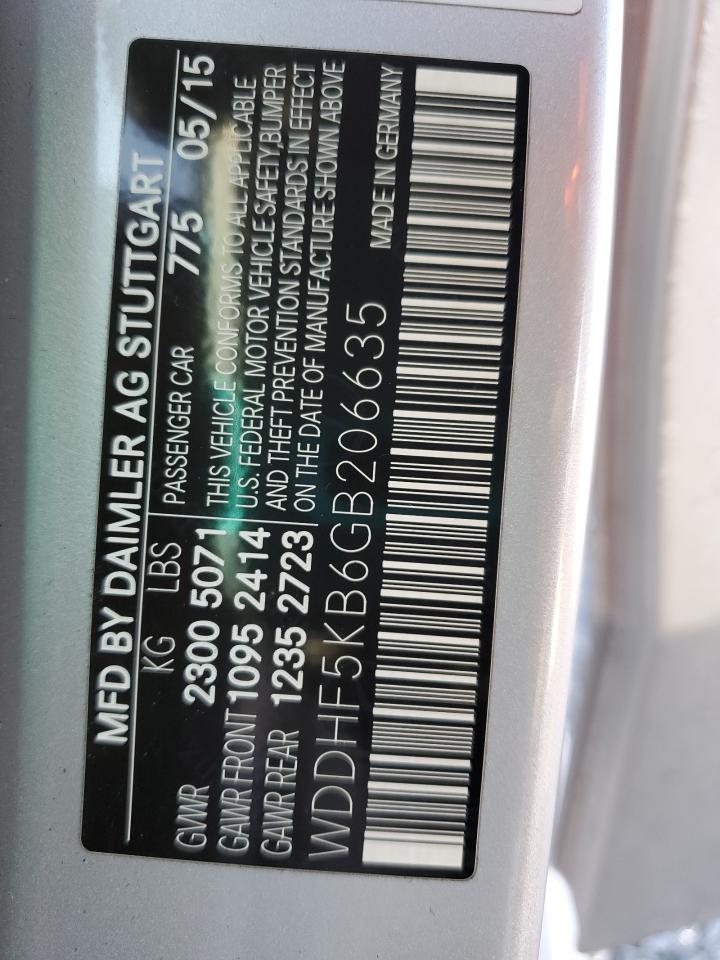 MFD BY DAIMLER AG STUTTGART
KG LBS PASSENGER CAR 775 05/15
GVWR 2300 5071 THIS VEHICLE CONFORMS TO ALL APPLICABLE
GAWR FRONT 1095 2414 U.S. FEDERAL MOTOR VEHICLE SAFETY, BUMPER
GAWR REAR 1235 2723 AND THEFT PREVENTION STANDARDS IN EFFECT
ON THE DATE OF MANUFACTURE SHOWN ABOVE
WDDHF5KB6GB206635 MADE IN GERMANY